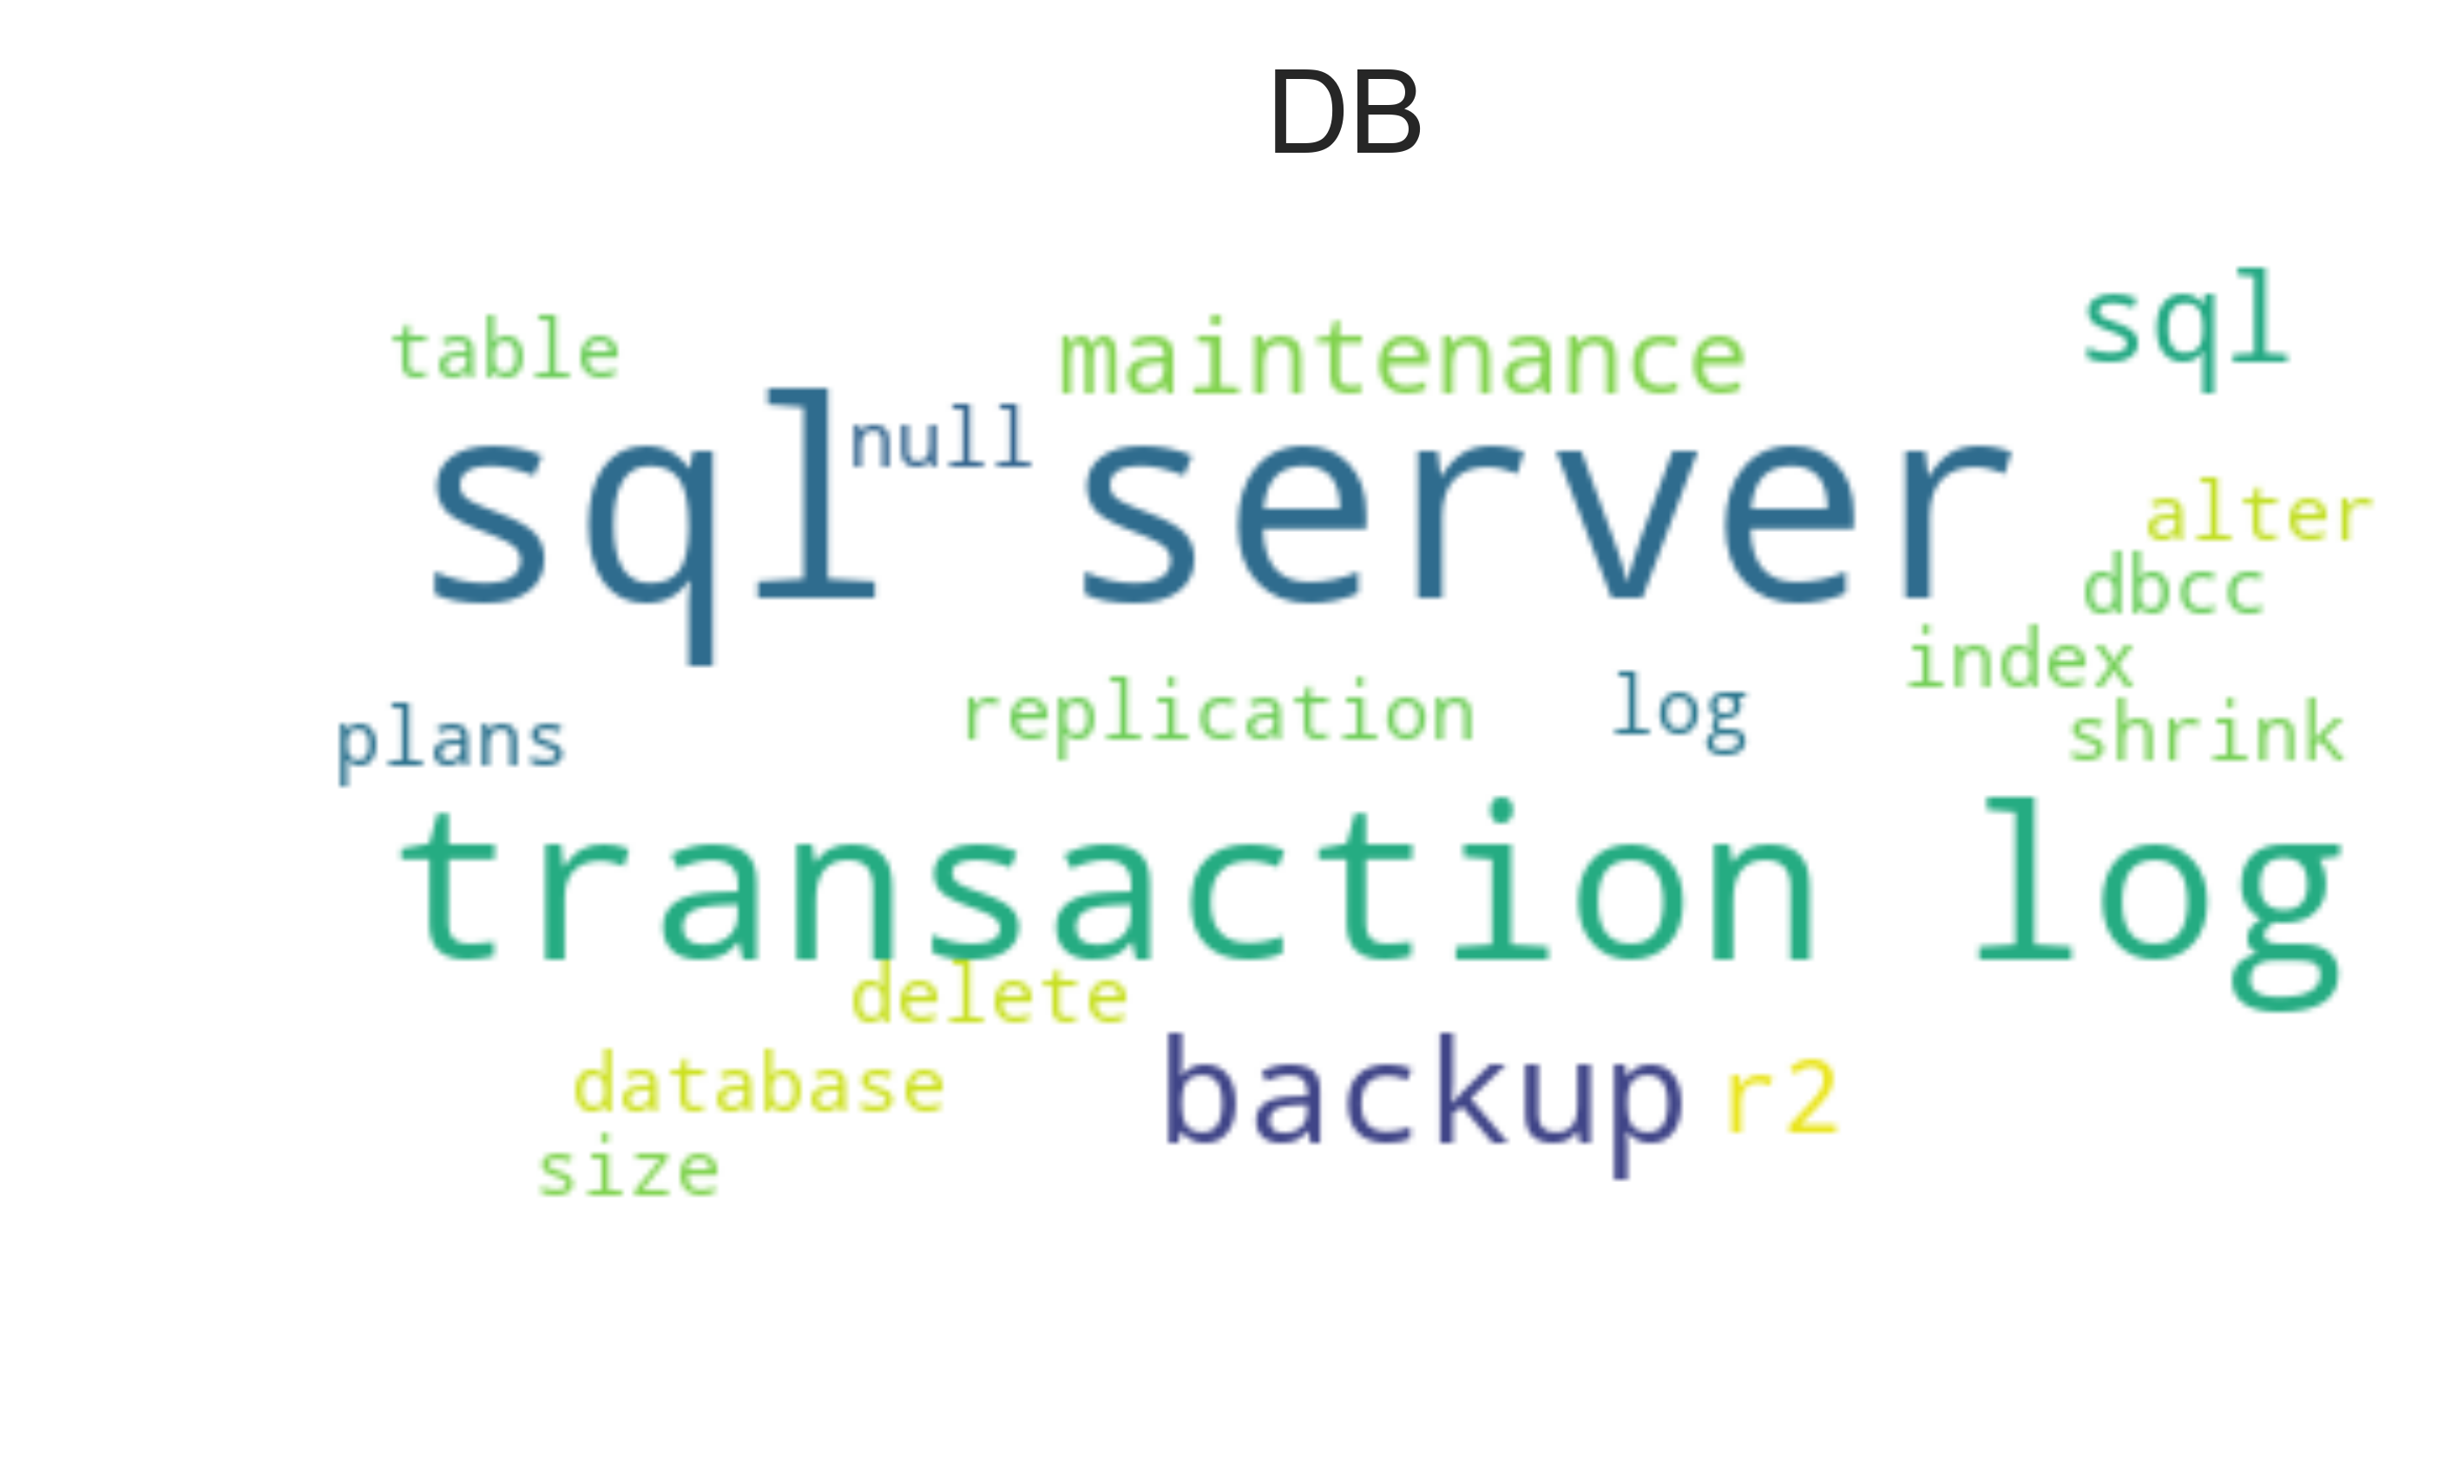 DB
sql
table
maintenance
null
sql server
alter
dbcc
index
replication
log
plans
shrink
transaction log
delete
database
backup
r2
size